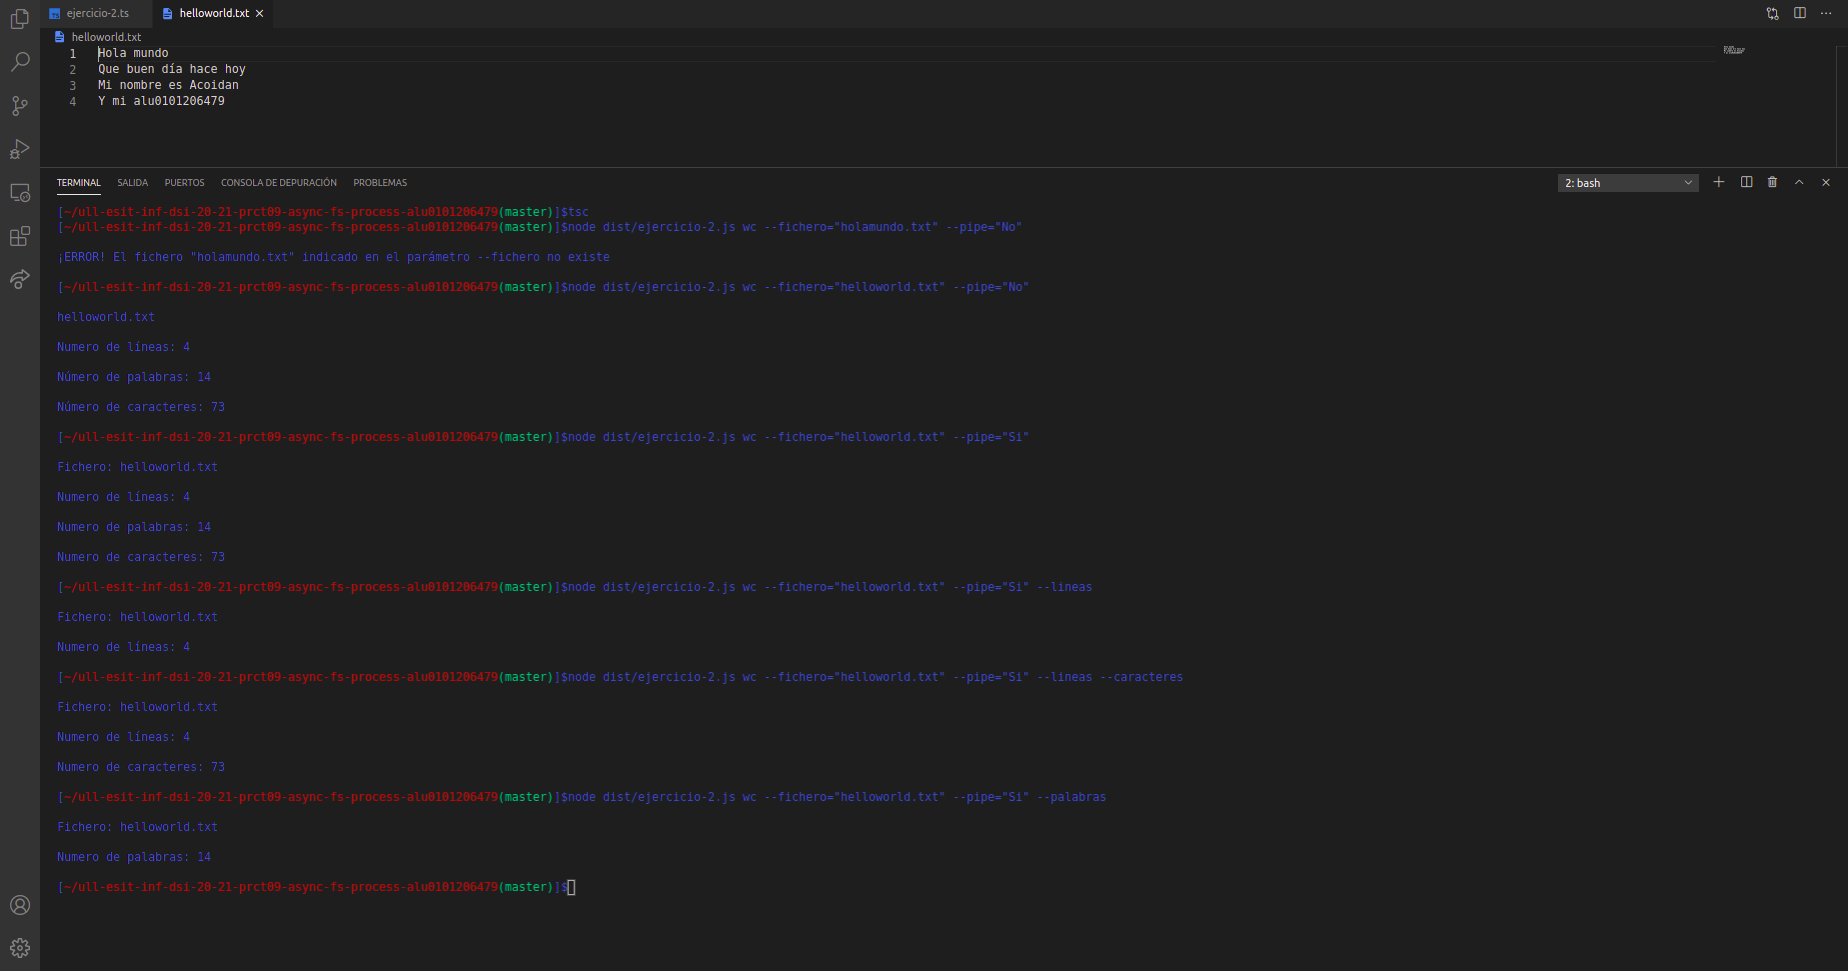 ejercicio-2.ts
helloworld.txt
helloworld.txt
1 Hola mundo
2 Que buen día hace hoy
3 Mi nombre es Acoidan
4 Y mi alu0101206479
TERMINAL SALIDA PUERTOS CONSOLA DE DEPURACIÓN PROBLEMAS
2: bash
[~/ull-esit-inf-dsi-20-21-prct09-async-fs-process-alu0101206479(master)]$tsc
[~/ull-esit-inf-dsi-20-21-prct09-async-fs-process-alu0101206479(master)]$node dist/ejercicio-2.js wc --fichero="holamundo.txt" --pipe="No"
¡ERROR! El fichero "holamundo.txt" indicado en el parámetro --fichero no existe
[~/ull-esit-inf-dsi-20-21-prct09-async-fs-process-alu0101206479(master)]$node dist/ejercicio-2.js wc --fichero="helloworld.txt" --pipe="No"
helloworld.txt
Numero de líneas: 4
Número de palabras: 14
Número de caracteres: 73
[~/ull-esit-inf-dsi-20-21-prct09-async-fs-process-alu0101206479(master)]$node dist/ejercicio-2.js wc --fichero="helloworld.txt" --pipe="Si"
Fichero: helloworld.txt
Numero de líneas: 4
Numero de palabras: 14
Numero de caracteres: 73
[~/ull-esit-inf-dsi-20-21-prct09-async-fs-process-alu0101206479(master)]$node dist/ejercicio-2.js wc --fichero="helloworld.txt" --pipe="Si" --lineas
Fichero: helloworld.txt
Numero de líneas: 4
[~/ull-esit-inf-dsi-20-21-prct09-async-fs-process-alu0101206479(master)]$node dist/ejercicio-2.js wc --fichero="helloworld.txt" --pipe="Si" --lineas --caracteres
Fichero: helloworld.txt
Numero de líneas: 4
Numero de caracteres: 73
[~/ull-esit-inf-dsi-20-21-prct09-async-fs-process-alu0101206479(master)]$node dist/ejercicio-2.js wc --fichero="helloworld.txt" --pipe="Si" --palabras
Fichero: helloworld.txt
Numero de palabras: 14
[~/ull-esit-inf-dsi-20-21-prct09-async-fs-process-alu0101206479(master)]$